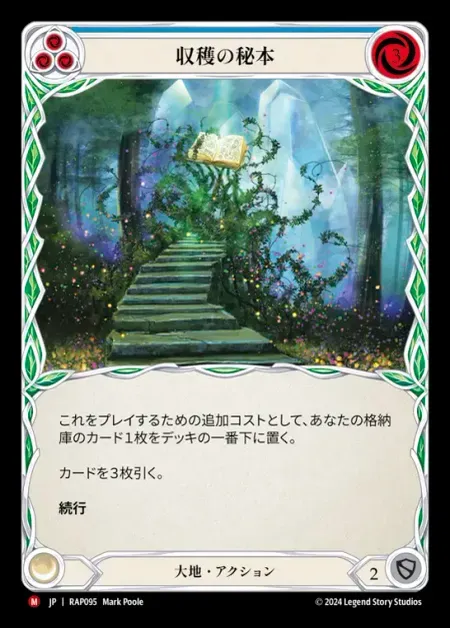 収穫の秘本
3
これをプレイするための追加コストとして、あなたの格納
庫のカード1枚をデッキの一番下に置く。
カードを3枚引く。
続行
大地・アクション
2
M JP | RAP095 Mark Poole
© 2024 Legend Story Studios